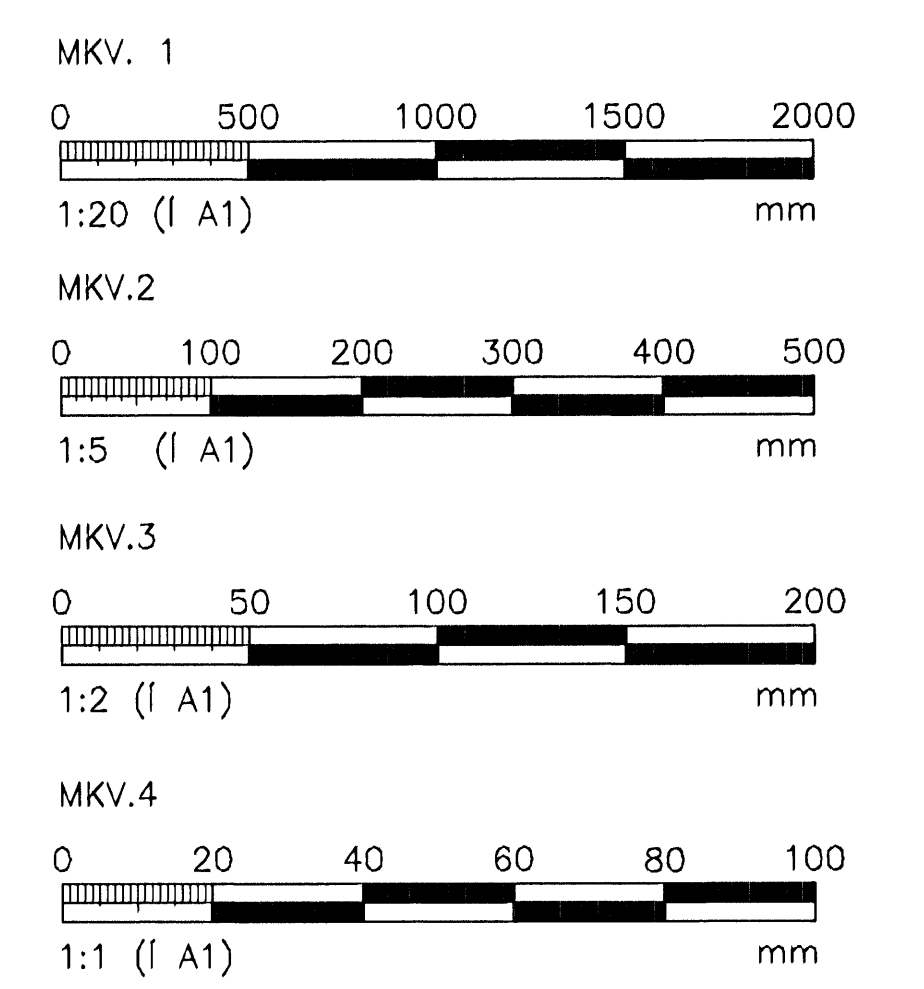 MKV. 1
0 500 1000 1500 2000
1:20 (Í A1) mm
MKV.2
0 100 200 300 400 500
1:5 (Í A1) mm
MKV.3
0 50 100 150 200
1:2 (Í A1) mm
MKV.4
0 20 40 60 80 100
1:1 (Í A1) mm